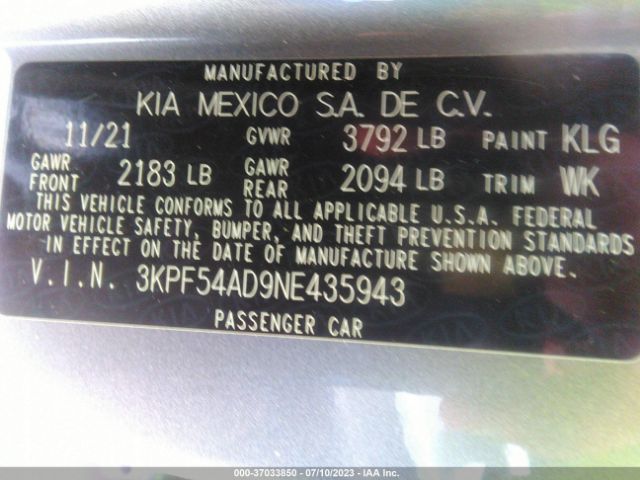 MANUFACTURED BY
KIA MEXICO S.A. DE C.V.
11/21 GVWR 3792 LB PAINT KLG
GAWR FRONT 2183 LB GAWR REAR 2094 LB TRIM WK
THIS VEHICLE CONFORMS TO ALL APPLICABLE U.S.A. FEDERAL
MOTOR VEHICLE SAFETY, BUMPER, AND THEFT PREVENTION STANDARDS
IN EFFECT ON THE DATE OF MANUFACTURE SHOWN ABOVE.
V.I.N. 3KPF54AD9NE435943
PASSENGER CAR
000-37033850 - 07/10/2023 - IAA Inc.